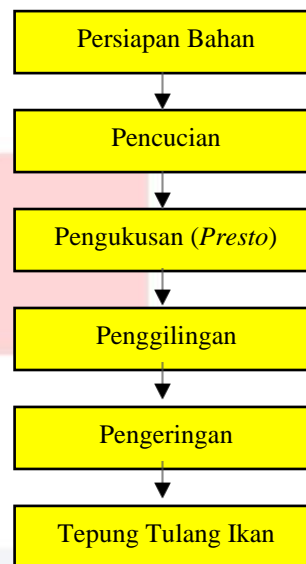 Persiapan Bahan
Pencucian
Pengukusan (Presto)
Penggilingan
Pengeringan
Tepung Tulang Ikan